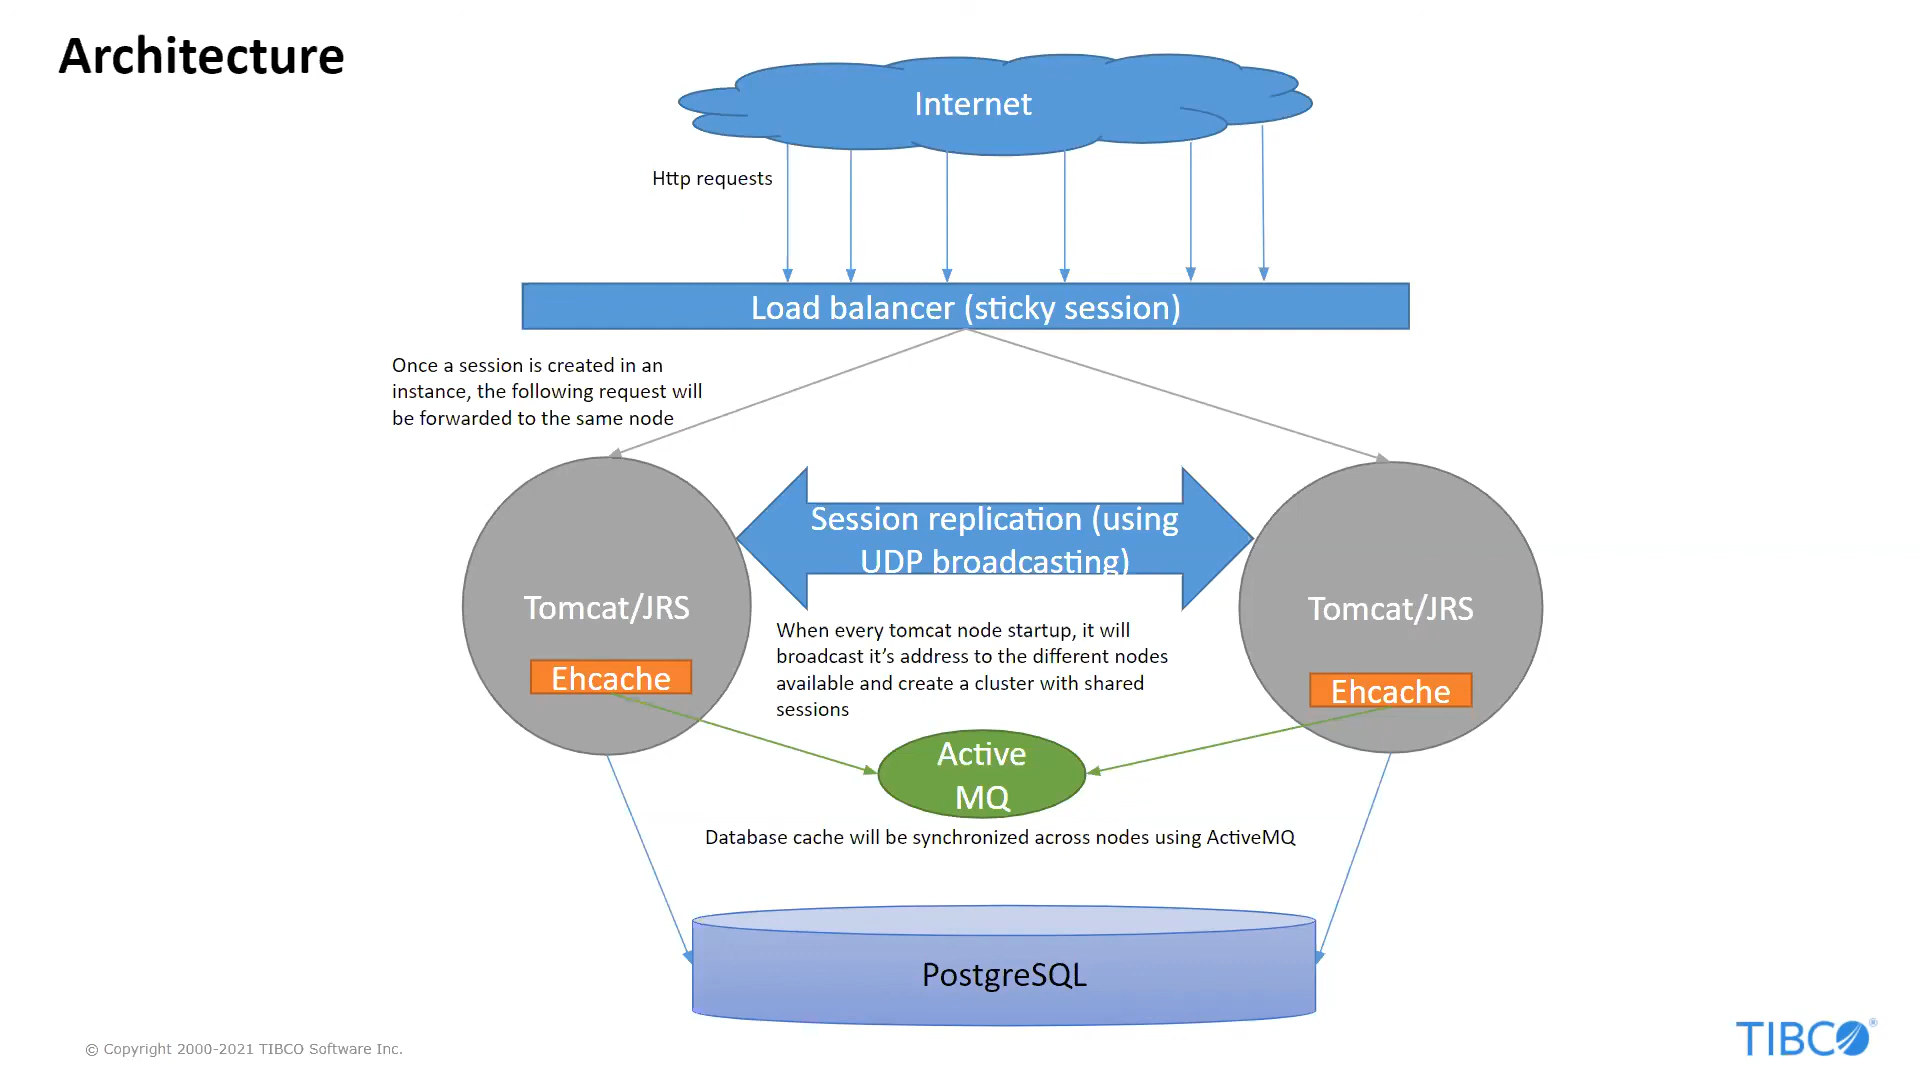 Architecture
Internet
Http requests
Load balancer (sticky session)
Once a session is created in an
instance, the following request will
be forwarded to the same node
Session replication (using
UDP broadcasting)
Tomcat/JRS
Tomcat/JRS
When every tomcat node startup, it will
broadcast it’s address to the different nodes
available and create a cluster with shared
sessions
Ehcache
Ehcache
Active
MQ
Database cache will be synchronized across nodes using ActiveMQ
PostgreSQL
© Copyright 2000-2021 TIBCO Software Inc.
TIBCO®